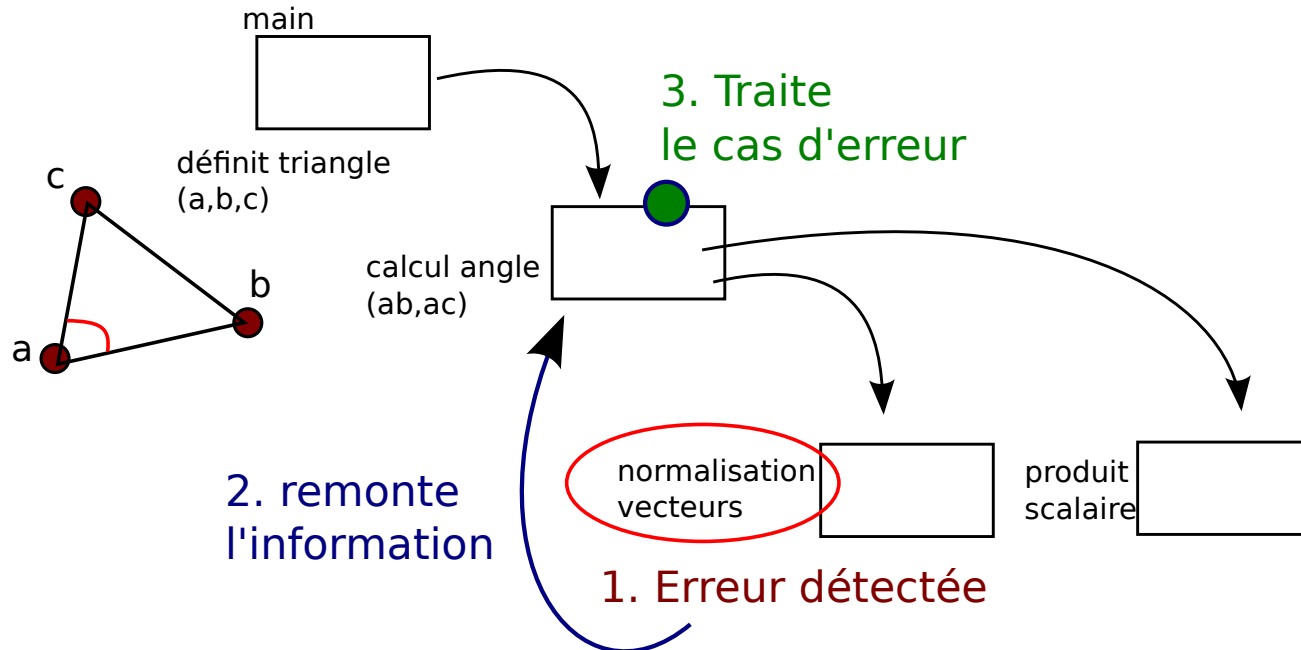 main
3. Traite
le cas d'erreur
définit triangle
(a,b,c)
c
b
a
calcul angle
(ab,ac)
2. remonte
l'information
normalisation
vecteurs
produit
scalaire
1. Erreur détectée